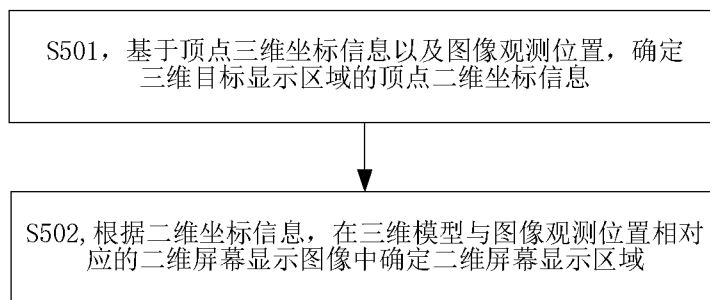 S501，基于顶点三维坐标信息以及图像观测位置，确定
三维目标显示区域的顶点二维坐标信息
S502,根据二维坐标信息，在三维模型与图像观测位置相对
应的二维屏幕显示图像中确定二维屏幕显示区域